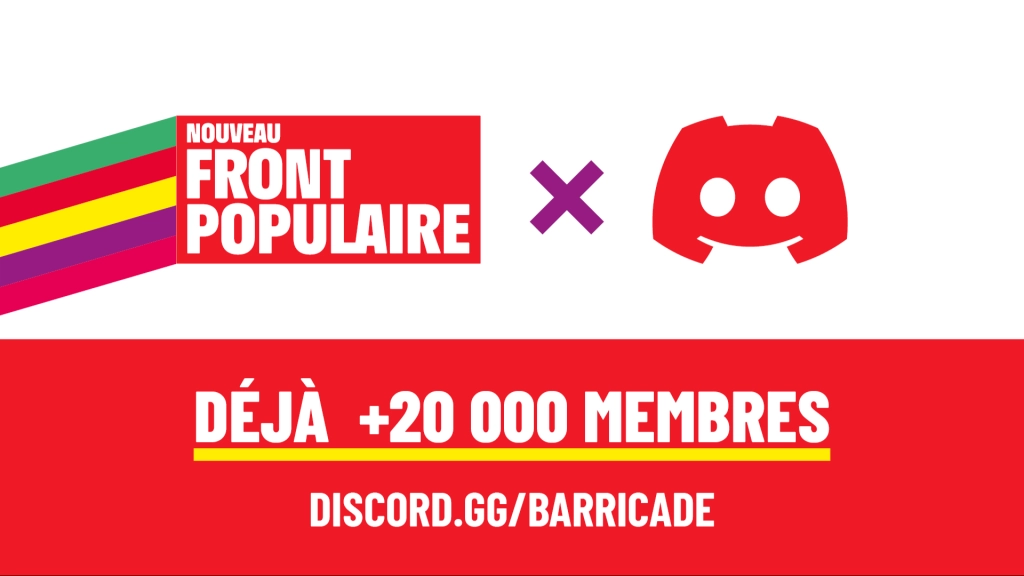 NOUVEAU
FRONT
POPULAIRE
DÉJÀ +20 000 MEMBRES
DISCORD.GG/BARRICADE